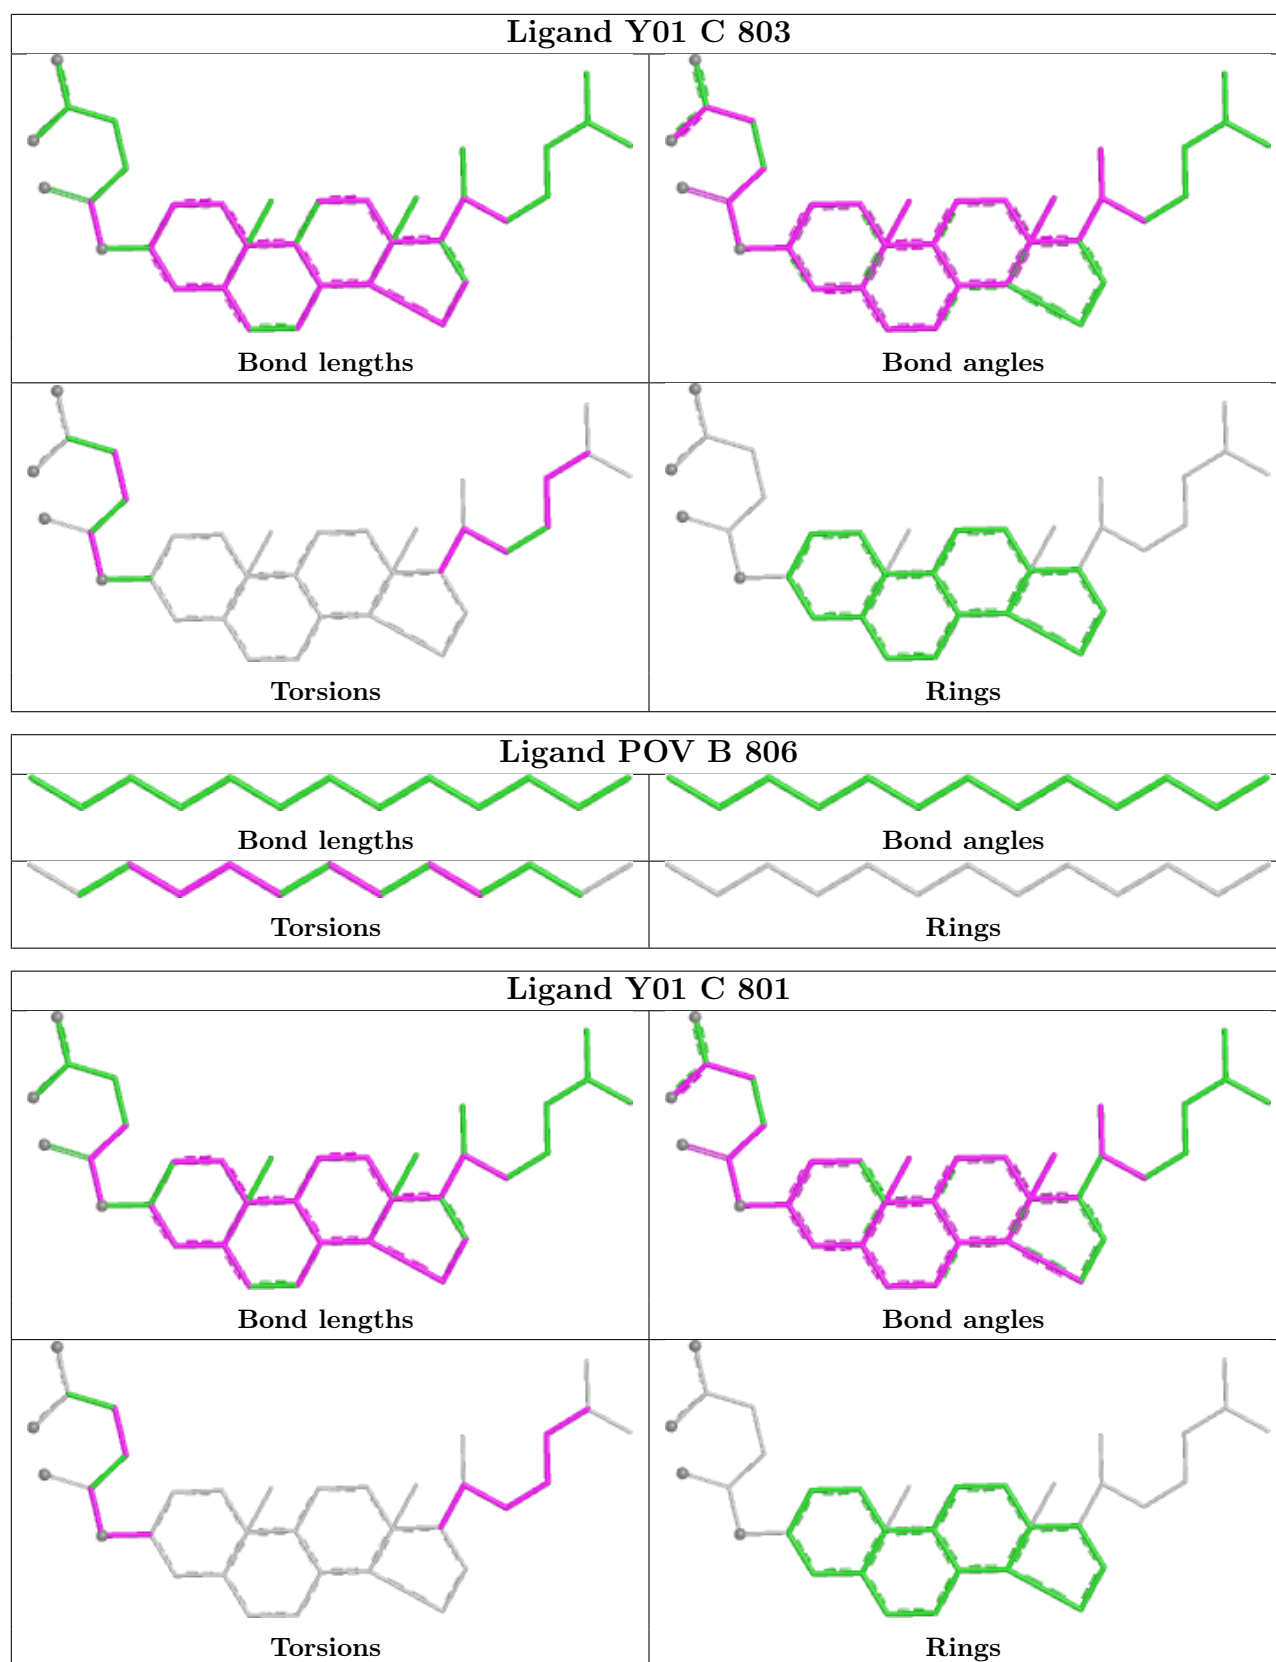 Ligand Y01 C 803
Bond lengths
Bond angles
Torsions
Rings
Ligand POV B 806
Bond lengths
Bond angles
Torsions
Rings
Ligand Y01 C 801
Bond lengths
Bond angles
Torsions
Rings